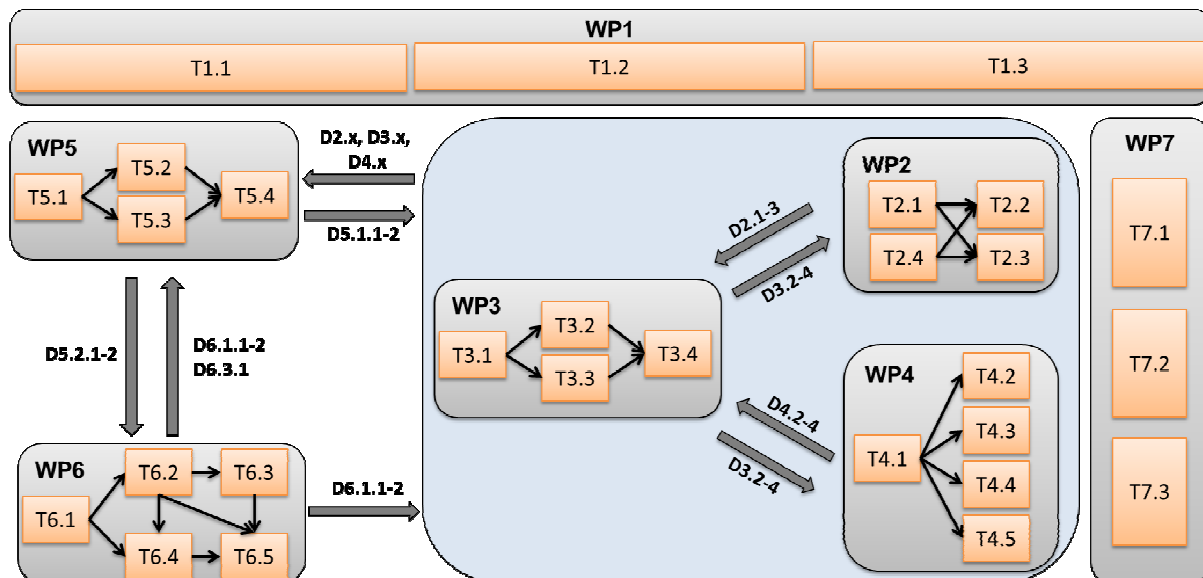 WP1
T1.1
T1.2
T1.3
WP5
T5.1
T5.2
T5.3
T5.4
D2.x, D3.x,
D4.x
D5.1.1-2
WP2
T2.1
T2.2
T2.4
T2.3
D2.1-3
D3.2-4
WP3
T3.1
T3.2
T3.3
T3.4
WP4
T4.1
T4.2
T4.3
T4.4
T4.5
D4.2-4
D3.2-4
WP7
T7.1
T7.2
T7.3
D5.2.1-2
D6.1.1-2
D6.3.1
WP6
T6.1
T6.2
T6.3
T6.4
T6.5
D6.1.1-2